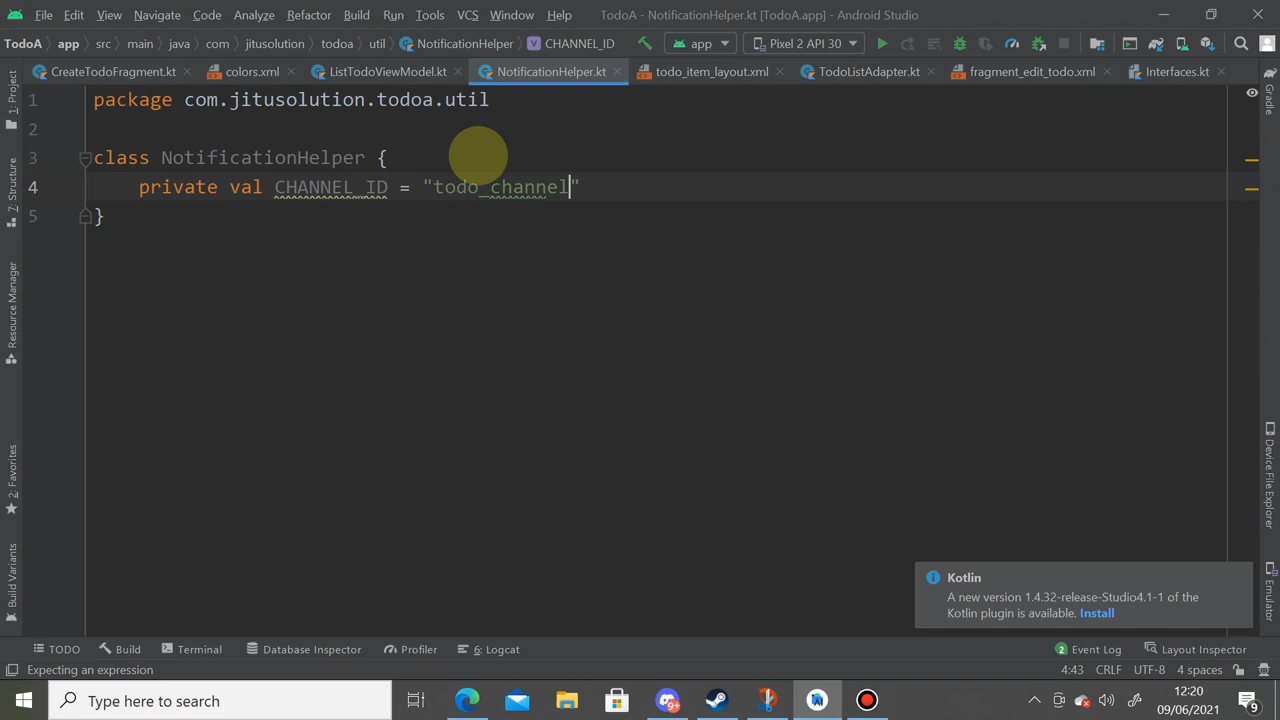 File Edit View Navigate Code Analyze Refactor Build Run Tools VCS Window Help TodoA - NotificationHelper.kt [TodoA.app] - Android Studio
TodoA app src main java com jitusolution todoa util NotificationHelper CHANNEL_ID app Pixel 2 API 30
CreateTodoFragment.kt colors.xml ListTodoViewModel.kt NotificationHelper.kt todo_item_layout.xml TodoListAdapter.kt fragment_edit_todo.xml Interfaces.kt
1: Project
7: Structure
Resource Manager
2: Favorites
Build Variants
1 package com.jitusolution.todoa.util
2
3 class NotificationHelper {
4 private val CHANNEL_ID = "todo_channel"
5 }
Gradle
Device File Explorer
Emulator
Kotlin
A new version 1.4.32-release-Studio4.1-1 of the
Kotlin plugin is available. Install
TODO Build Terminal Database Inspector Profiler 6: Logcat 2 Event Log Layout Inspector
Expecting an expression 4:43 CRLF UTF-8 4 spaces
Type here to search 9+ 12:20
09/06/2021 9